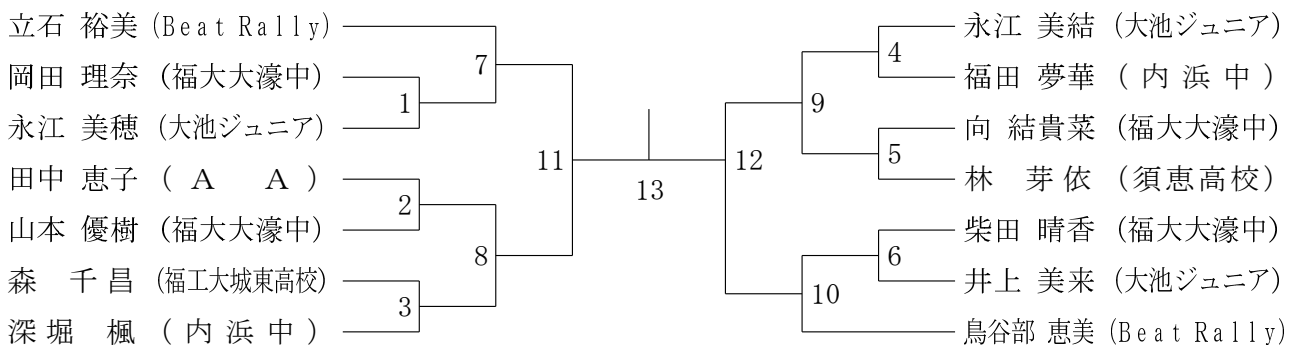 立石 裕美 (Beat Rally)
岡田 理奈 (福大大濠中)
永江 美穂 (大池ジュニア)
田中 恵子 ( A A )
山本 優樹 (福大大濠中)
森 千昌 (福工大城東高校)
深堀 楓 ( 内浜中 )
1
2
3
7
8
11
13
12
9
10
4
5
6
永江 美結 (大池ジュニア)
福田 夢華 ( 内浜中 )
向 結貴菜 (福大大濠中)
林 芽依 (須恵高校)
柴田 晴香 (福大大濠中)
井上 美来 (大池ジュニア)
鳥谷部 恵美 (Beat Rally)